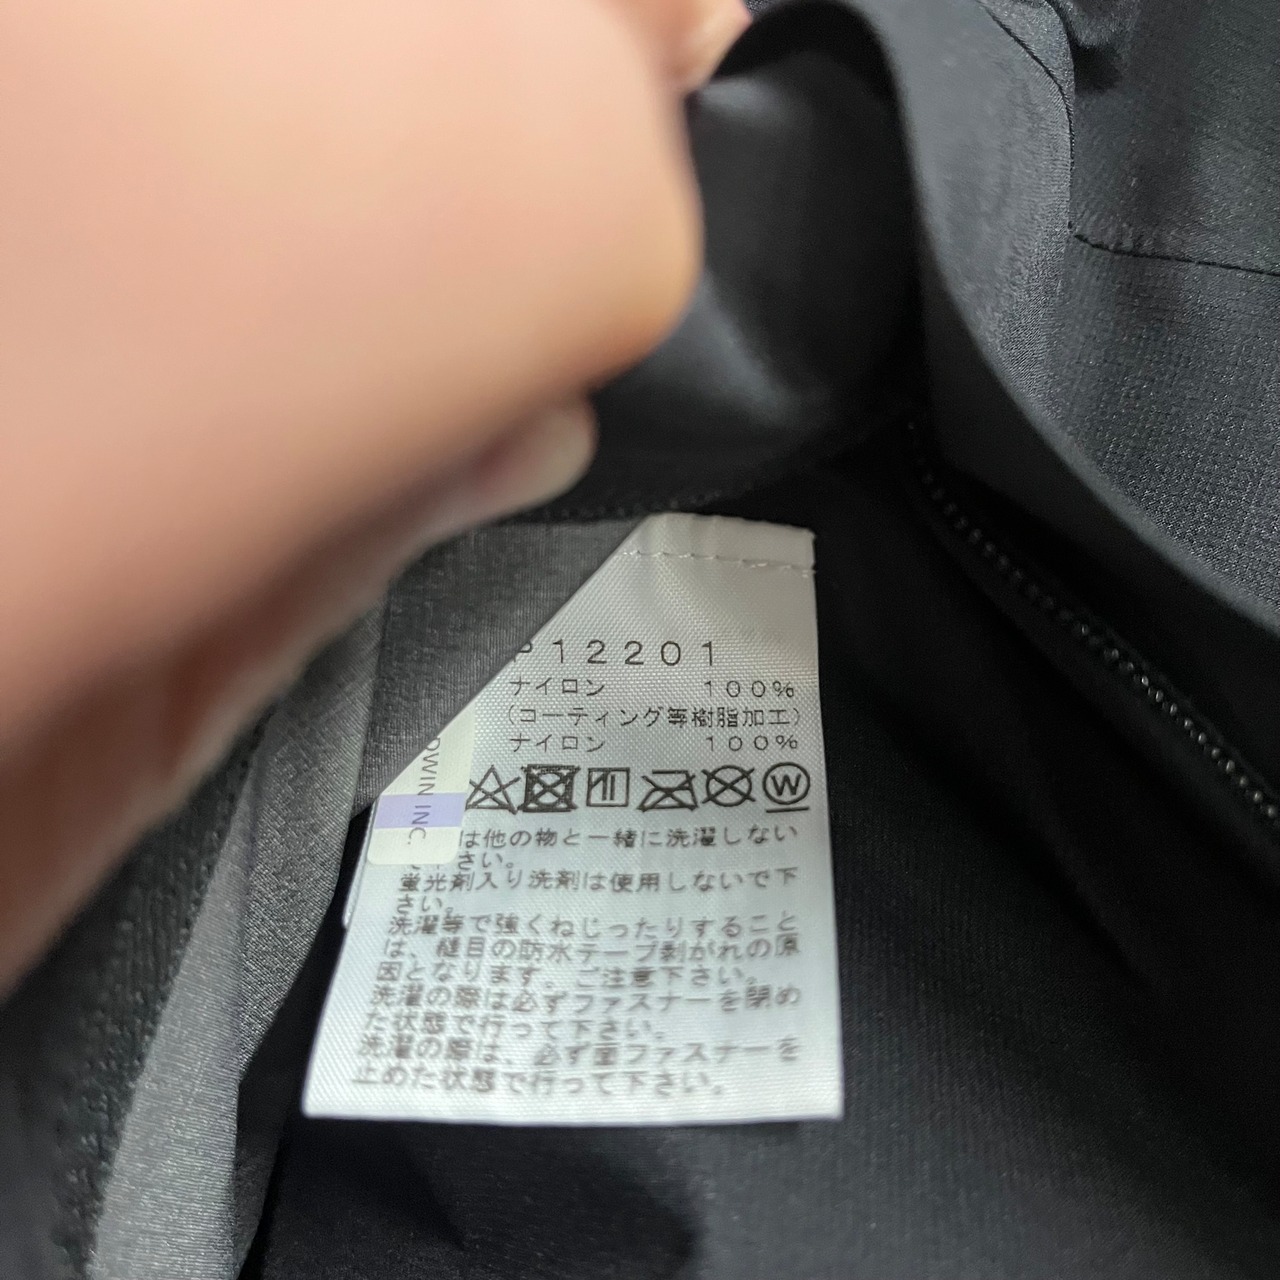 P12201
ナイロン 100%
(コーティング等樹脂加工)
ナイロン 100%
W
DWIN INC.
は他の物と一緒に洗濯しない
さい。
蛍光剤入り洗剤は使用しないで下
さい。
洗濯等で強くねじったりすること
は、縫目の防水テープ剥がれの原
因となります。ご注意下さい。
洗濯の際は必ずファスナーを閉め
た状態で行って下さい。
洗濯の際は、必ず面ファスナーを
止めた状態で行って下さい。